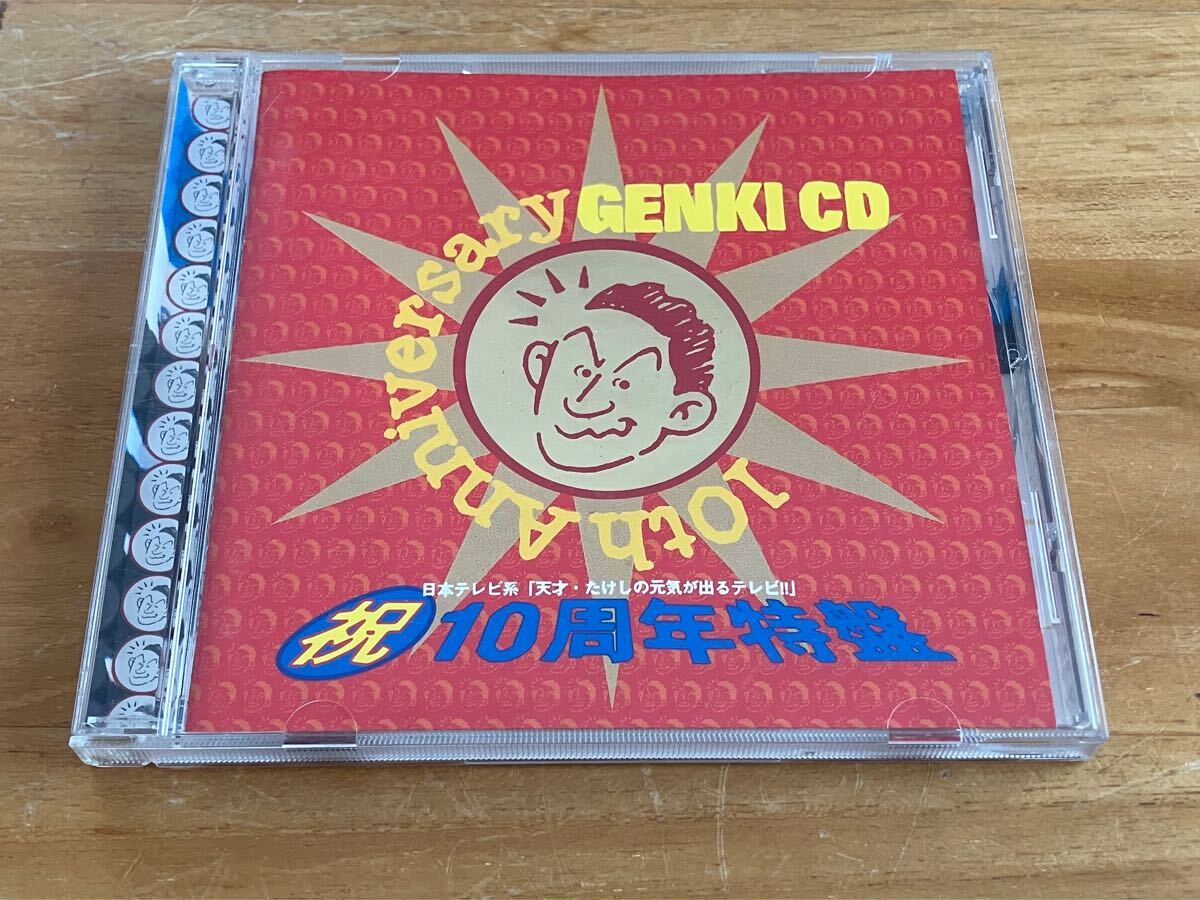 10th Anniversary GENKI CD
日本テレビ系「天才・たけしの元気が出るテレビ!!」
祝 10周年特盤